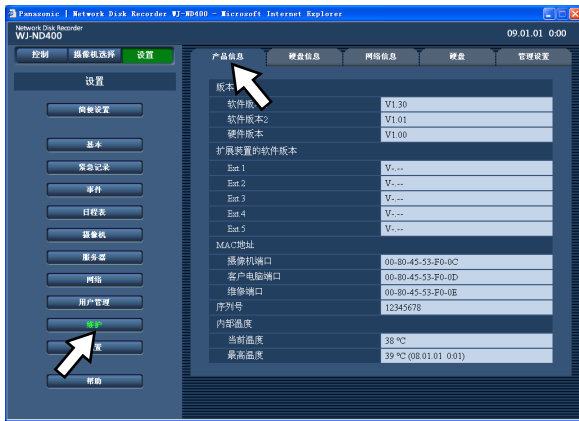 Panasonic | Network Disk Recorder WJ-ND400 - Microsoft Internet Explorer
Network Disk Recorder
WJ-ND400
09.01.01 0:00
控制 摄像机选择 设置
产品信息 硬盘信息 网络信息 硬盘 管理设置
设置
简便设置
基本
紧急记录
事件
日程表
摄像机
服务器
网络
用户管理
维护
置
帮助
版本
软件版 V1.30
软件版本2 V1.01
硬件版本 V1.00
扩展装置的软件版本
Ext.1 V-.--
Ext.2 V-.--
Ext.3 V-.--
Ext.4 V-.--
Ext.5 V-.--
MAC地址
摄像机端口 00-80-45-53-F0-0C
客户电脑端口 00-80-45-53-F0-0D
维修端口 00-80-45-53-F0-0E
序列号 12345678
内部温度
当前温度 38 °C
最高温度 39 °C (08.01.01 0:01)